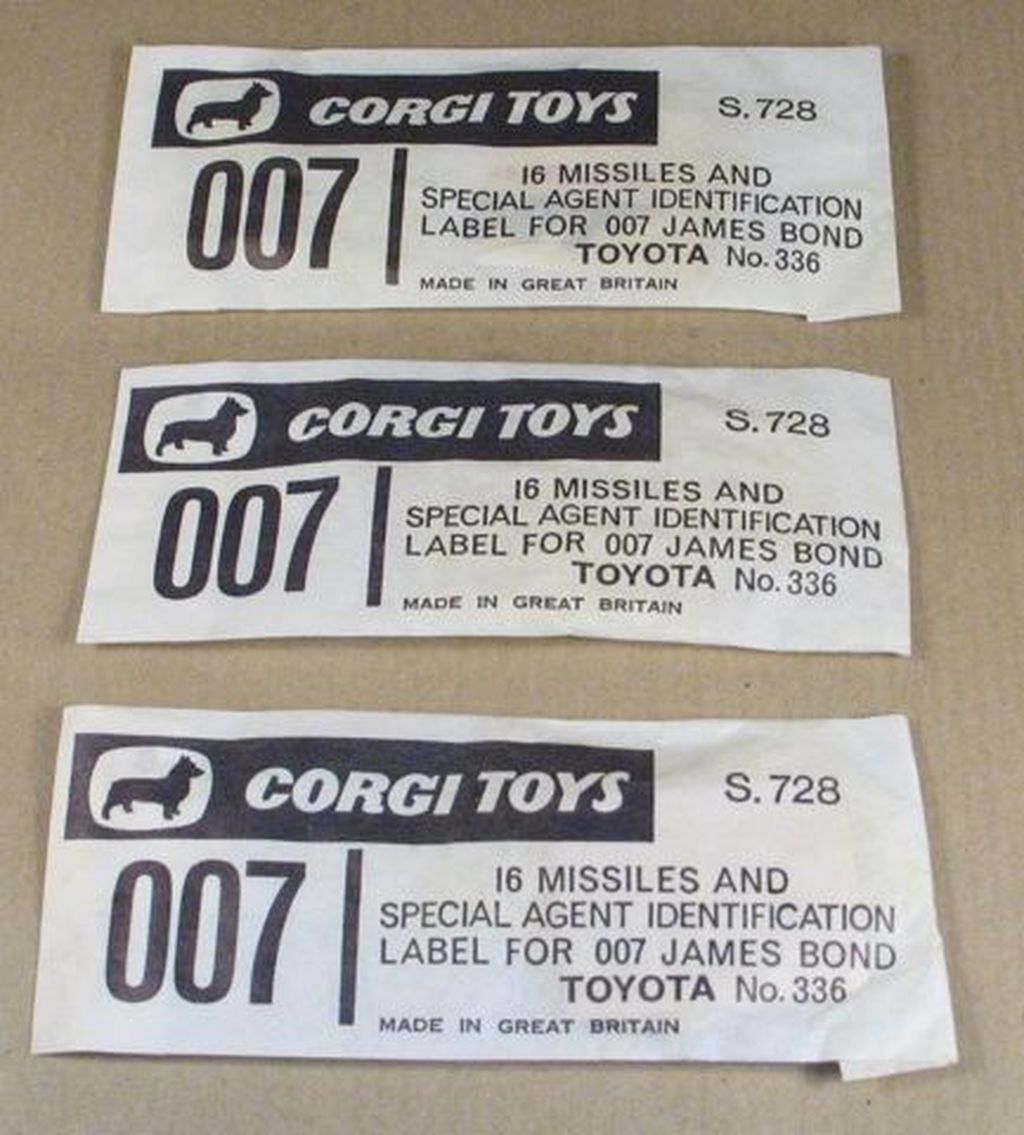 CORGI TOYS
S.728
007
16 MISSILES AND
SPECIAL AGENT IDENTIFICATION
LABEL FOR 007 JAMES BOND
TOYOTA No.336
MADE IN GREAT BRITAIN
CORGI TOYS
S.728
007
16 MISSILES AND
SPECIAL AGENT IDENTIFICATION
LABEL FOR 007 JAMES BOND
TOYOTA No.336
MADE IN GREAT BRITAIN
CORGI TOYS
S.728
007
16 MISSILES AND
SPECIAL AGENT IDENTIFICATION
LABEL FOR 007 JAMES BOND
TOYOTA No.336
MADE IN GREAT BRITAIN